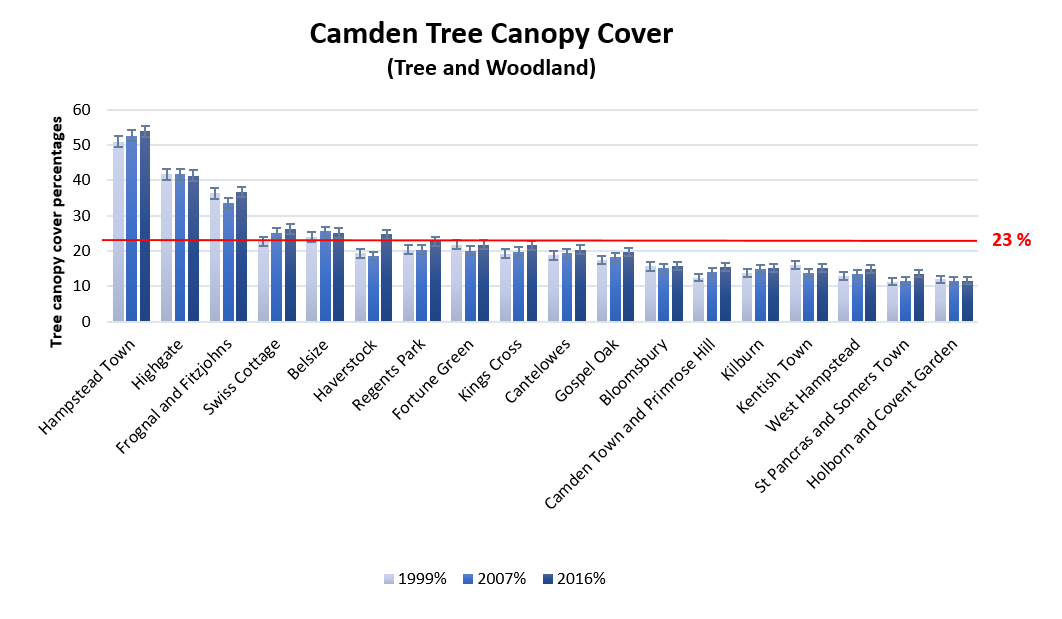 Camden Tree Canopy Cover
(Tree and Woodland)
Tree canopy cover percentages
60
50
40
30
20
10
0
23 %
Hampstead Town
Highgate
Frognal and Fitzjohns
Swiss Cottage
Belsize
Haverstock
Regents Park
Fortune Green
Kings Cross
Cantelowes
Gospel Oak
Bloomsbury
Camden Town and Primrose Hill
Kilburn
Kentish Town
West Hampstead
St Pancras and Somers Town
Holborn and Covent Garden
1999% 2007% 2016%